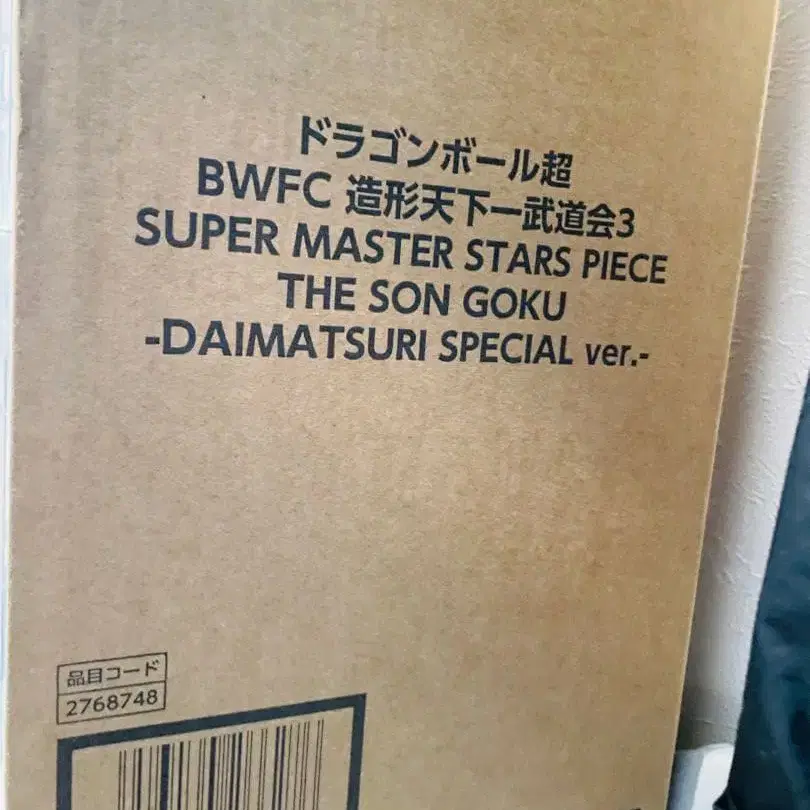 ドラゴンボール超
BWFC 造形天下一武道会3
SUPER MASTER STARS PIECE
THE SON GOKU
-DAIMATSURI SPECIAL ver.-
品目コード
2768748